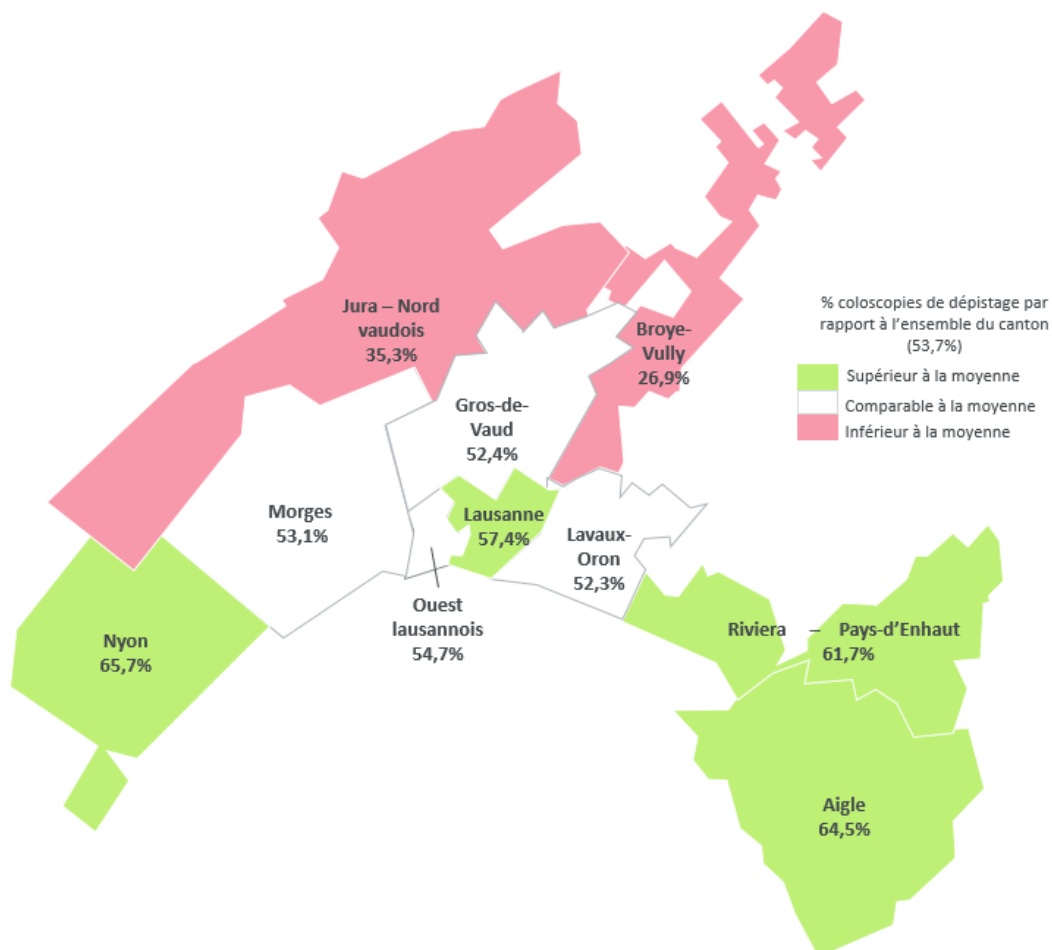 % coloscopies de dépistage par
rapport à l'ensemble du canton
(53,7%)
Supérieur à la moyenne
Comparable à la moyenne
Inférieur à la moyenne
Jura – Nord
vaudois
35,3%
Broye-
Vully
26,9%
Gros-de-
Vaud
52,4%
Morges
53,1%
Lausanne
57,4%
Lavaux-
Oron
52,3%
Ouest
lausannois
54,7%
Nyon
65,7%
Riviera – Pays-d'Enhaut
61,7%
Aigle
64,5%